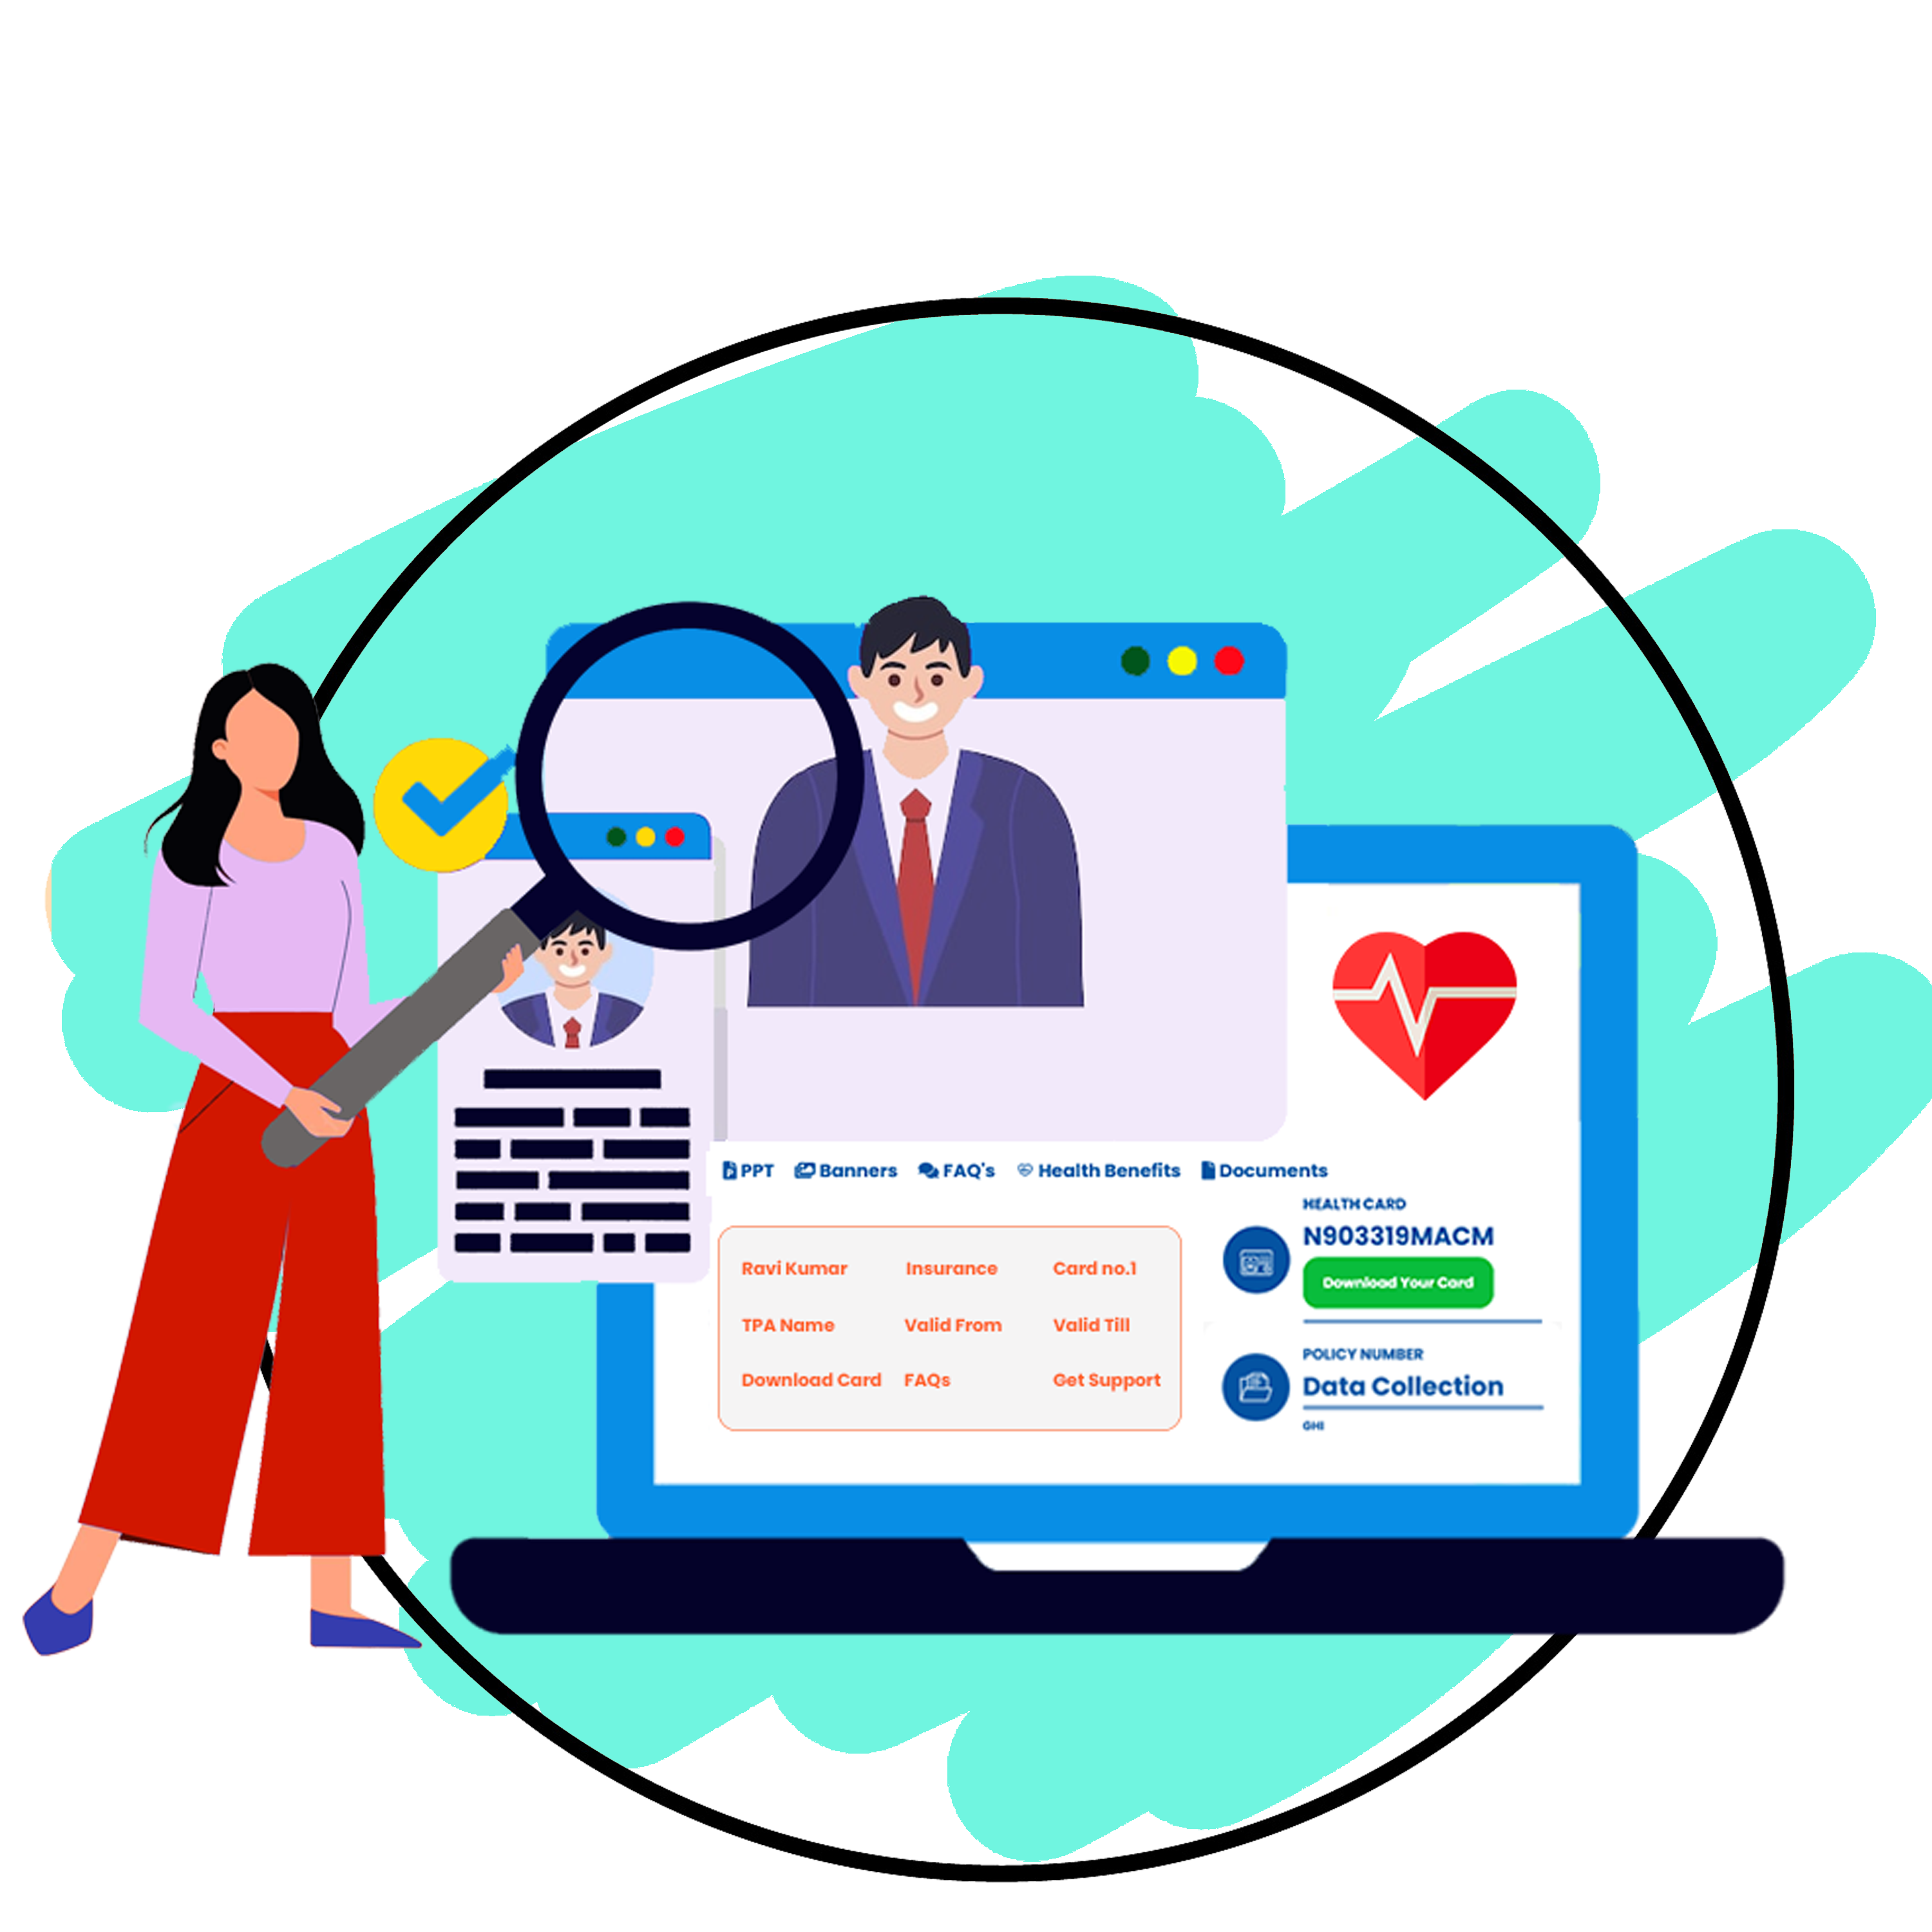 PPT Banners FAQ's Health Benefits Documents
HEALTH CARD
N903319MACM
Download Your Card
Ravi Kumar Insurance Card no.1
TPA Name Valid From Valid Till
Download Card FAQs Get Support
POLICY NUMBER
Data Collection
GHI